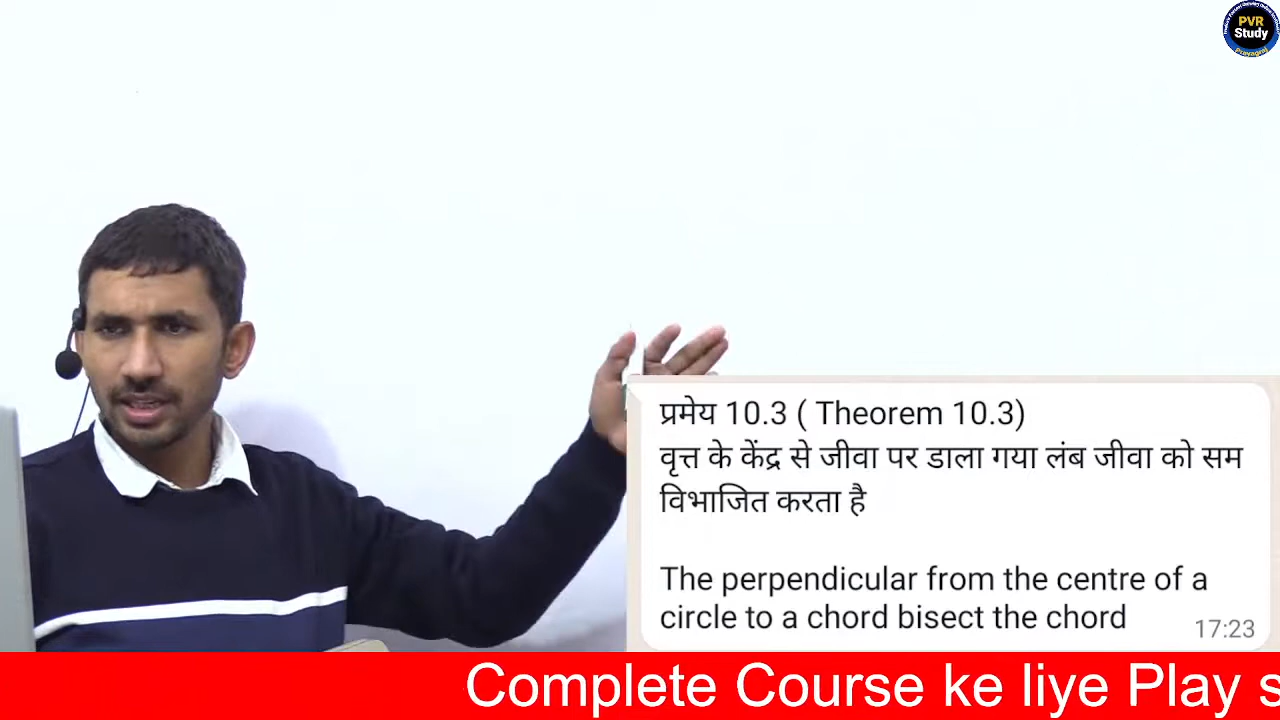 PVR
Study
Prayagraj
प्रमेय 10.3 ( Theorem 10.3)
वृत्त के केंद्र से जीवा पर डाला गया लंब जीवा को सम
विभाजित करता है
The perpendicular from the centre of a
circle to a chord bisect the chord
17:23
Complete Course ke liye Play s